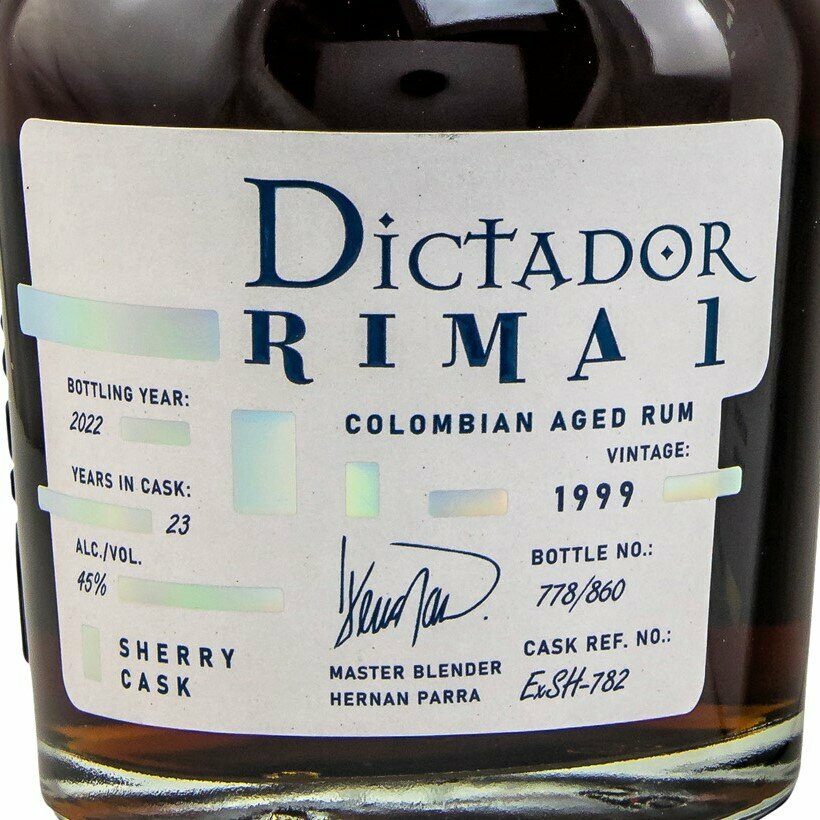 DICTADOR
RIMA 1
COLOMBIAN AGED RUM
BOTTLING YEAR:
2022
YEARS IN CASK:
23
ALC./VOL.
45%
SHERRY
CASK
VINTAGE:
1999
BOTTLE NO.:
778/860
CASK REF. NO.:
ExSH-782
MASTER BLENDER
HERNAN PARRA